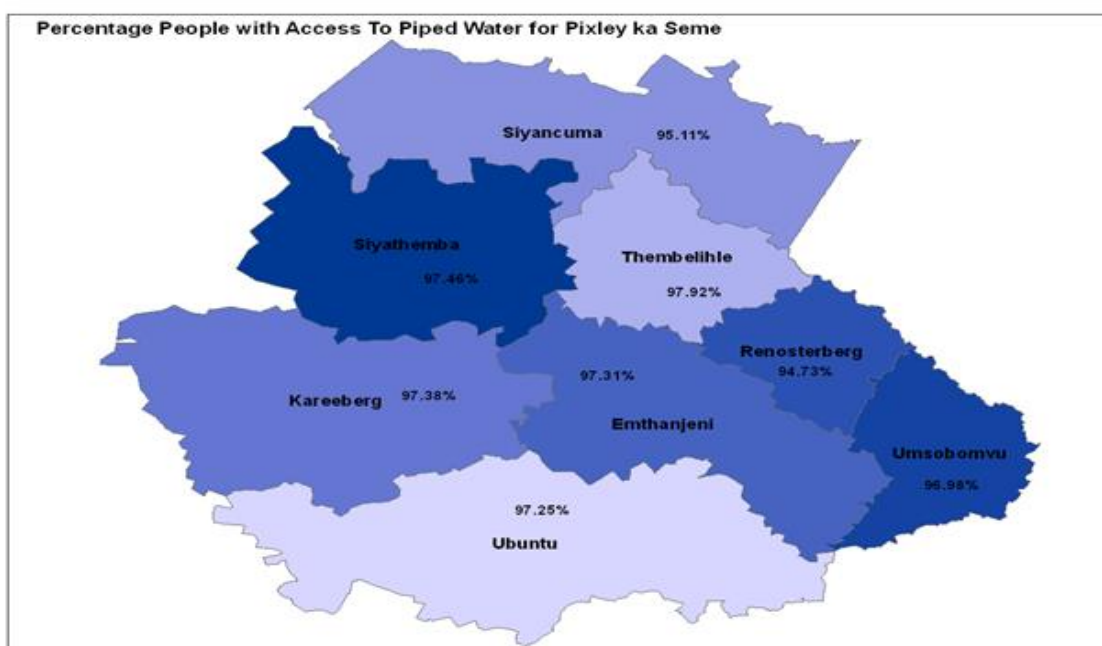 Percentage People with Access To Piped Water for Pixley ka Seme
Siyancuma 95.11%
Siyathemba
97.46%
Thembelihle
97.92%
Renosterberg
94.73%
Kareeberg 97.38%
97.31%
Emthanjeni
Umsobomvu
96.98%
97.25%
Ubuntu